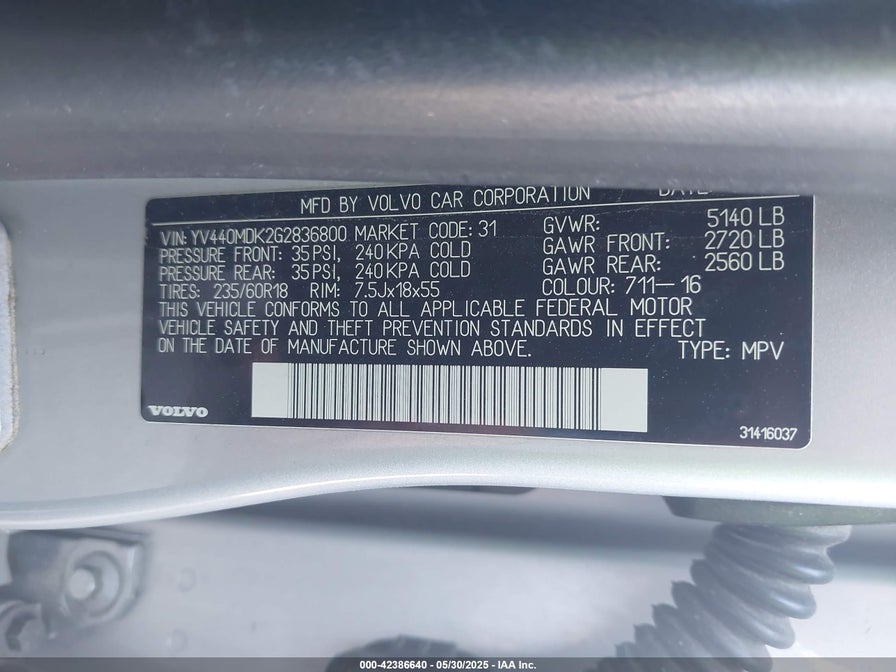 MFD BY VOLVO CAR CORPORATION DATE
VIN: YV440MDK2G2836800 MARKET CODE: 31
PRESSURE FRONT: 35PSI, 240KPA COLD
PRESSURE REAR: 35PSI, 240KPA COLD
TIRES: 235/60R18 RIM: 7.5Jx18x55
GVWR: 5140 LB
GAWR FRONT: 2720 LB
GAWR REAR: 2560 LB
COLOUR: 711-16
THIS VEHICLE CONFORMS TO ALL APPLICABLE FEDERAL MOTOR
VEHICLE SAFETY AND THEFT PREVENTION STANDARDS IN EFFECT
ON THE DATE OF MANUFACTURE SHOWN ABOVE.
TYPE: MPV
VOLVO
31416037
000-42386640 - 05/30/2025 - IAA Inc.